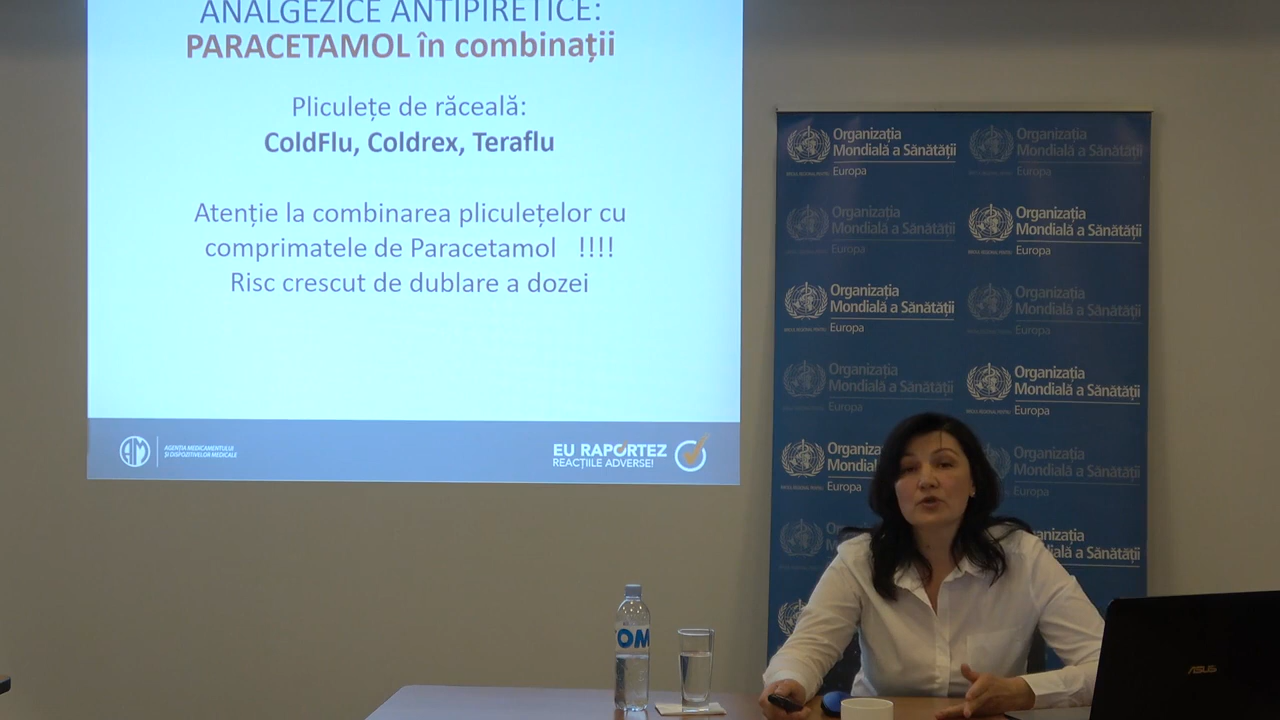 ANALGEZICE ANTIPIRETICE:
PARACETAMOL în combinații
Pliculețe de răceală:
ColdFlu, Coldrex, Teraflu
Atenție la combinarea pliculețelor cu
comprimatele de Paracetamol !!!!
Risc crescut de dublare a dozei
AM
AGENȚIA MEDICAMENTULUI
ȘI DISPOZITIVELOR MEDICALE
EU RAPORTEZ
REACȚIILE ADVERSE!
Organizația
Mondială a Sănătății
Europa
Organizația
Mondială a Sănătății
Europa
Organizația
Mondială a Sănătății
Europa
Organizația
Mondială a Sănătății
Europa
Organizația
Mondială a Sănătății
Europa
Organizația
Mondială a Sănătății
Europa
Organizația
Mondială a Sănătății
Europa
Organizația
Mondială a Sănătății
Europa
Europa
Organizația
Mondială a Sănătății
Europa
OM
ASUS